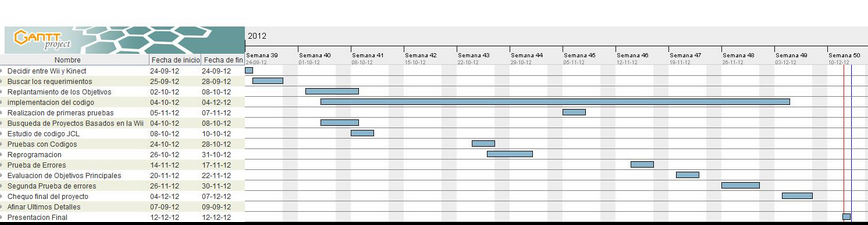 GANTT project
2012
Semana 39 Semana 40 Semana 41 Semana 42 Semana 43 Semana 44 Semana 45 Semana 46 Semana 47 Semana 48 Semana 49 Semana 50
24-09-12 01-10-12 08-10-12 15-10-12 22-10-12 29-10-12 05-11-12 12-11-12 19-11-12 26-11-12 03-12-12 10-12-12
Nombre Fecha de inicio Fecha de fin
Decidir entre Wii y Kinect 24-09-12 24-09-12
Buscar los requerimientos 25-09-12 28-09-12
Replantamiento de los Objetivos 02-10-12 08-10-12
implementacion del codigo 04-10-12 04-12-12
Realizacion de primeras pruebas 05-11-12 07-11-12
Busqueda de Proyectos Basados en la Wii 04-10-12 08-10-12
Estudio de codigo JCL 08-10-12 10-10-12
Pruebas con Codigos 24-10-12 28-10-12
Reprogramacion 26-10-12 31-10-12
Prueba de Errores 14-11-12 17-11-12
Evaluacion de Objetivos Principales 20-11-12 22-11-12
Segunda Prueba de errores 26-11-12 30-11-12
Chequo final del proyecto 04-12-12 07-12-12
Afinar Ultimos Detalles 07-09-12 09-09-12
Presentacion Final 12-12-12 12-12-12